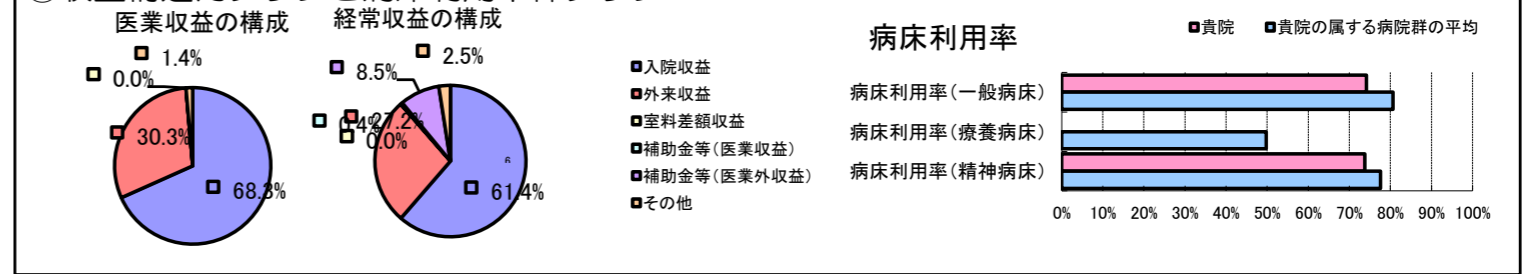 医業収益の構成
1.4%
0.0%
30.3%
68.3%
経常収益の構成
2.5%
8.5%
0.4%
27.2%
0.0%
6
61.4%
入院収益
外来収益
室料差額収益
補助金等(医業収益)
補助金等(医業外収益)
その他
病床利用率
貴院 貴院の属する病院群の平均
病床利用率(一般病床)
病床利用率(療養病床)
病床利用率(精神病床)
0% 10% 20% 30% 40% 50% 60% 70% 80% 90% 100%